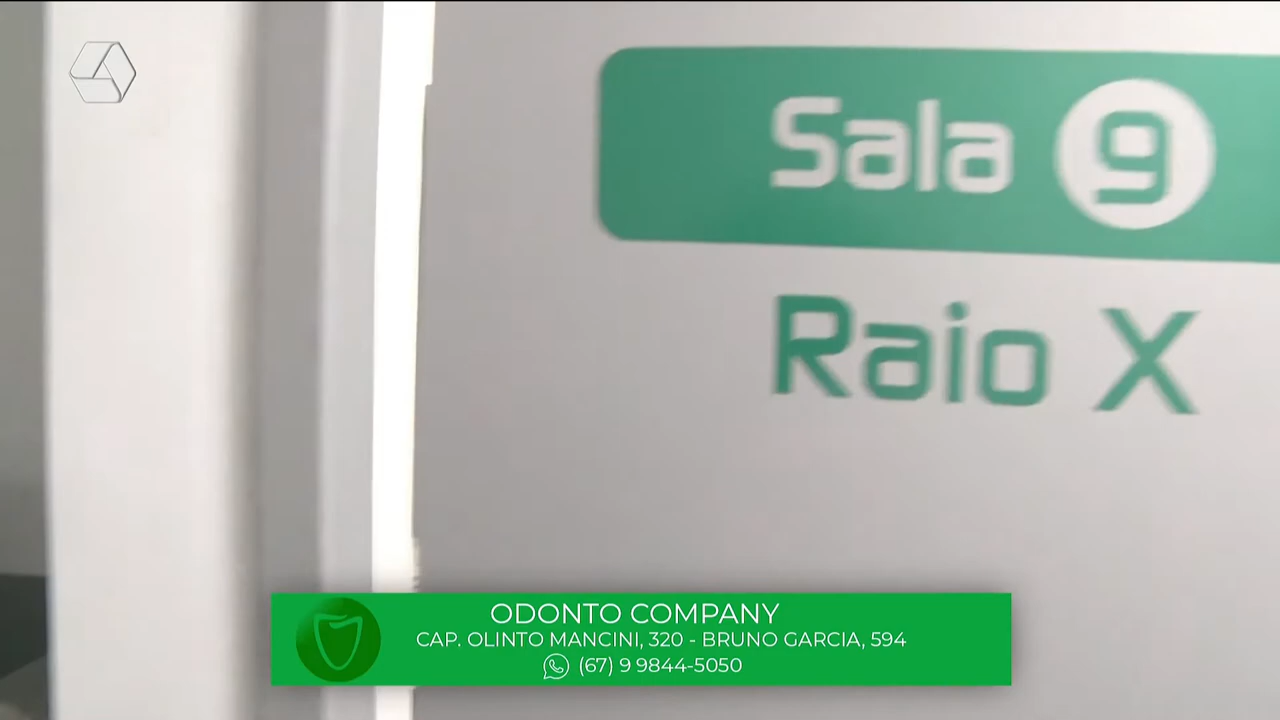 Sala 9
Raio X
ODONTO COMPANY
CAP. OLINTO MANCINI, 320 - BRUNO GARCIA, 594
(67) 9 9844-5050